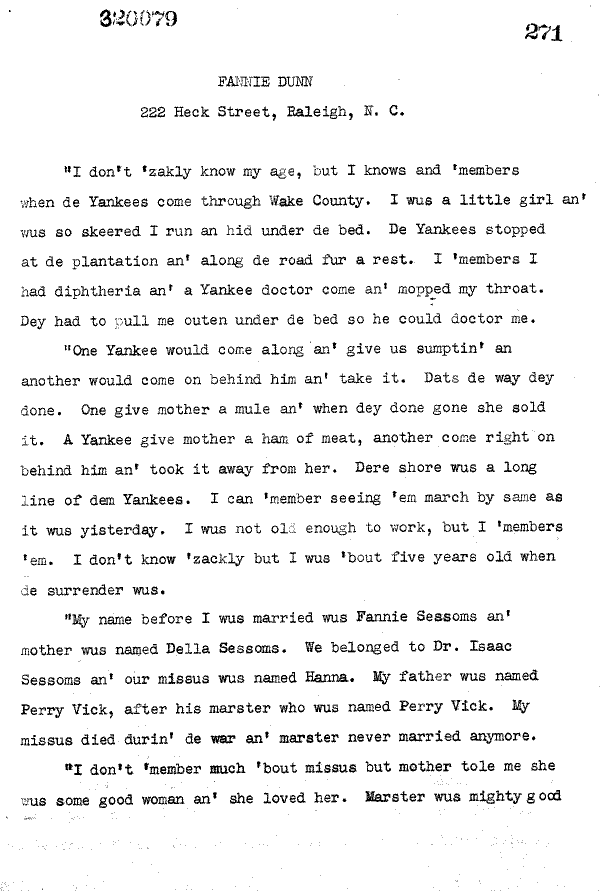 320079
271
FANNIE DUNN
222 Heck Street, Raleigh, N. C.
"I don't 'zakly know my age, but I knows and 'members
when de Yankees come through Wake County. I wus a little girl an'
wus so skeered I run an hid under de bed. De Yankees stopped
at de plantation an' along de road fur a rest. I 'members I
had diphtheria an' a Yankee doctor come an' mopped my throat.
Dey had to pull me outen under de bed so he could doctor me.
"One Yankee would come along an' give us sumptin' an
another would come on behind him an' take it. Dats de way dey
done. One give mother a mule an' when dey done gone she sold
it. A Yankee give mother a ham of meat, another come right on
behind him an' took it away from her. Dere shore wus a long
line of dem Yankees. I can 'member seeing 'em march by same as
it wus yisterday. I wus not old enough to work, but I 'members
'em. I don't know 'zackly but I wus 'bout five years old when
de surrender wus.
"My name before I wus married wus Fannie Sessoms an'
mother wus named Della Sessoms. We belonged to Dr. Isaac
Sessoms an' our missus wus named Hanna. My father wus named
Perry Vick, after his marster who wus named Perry Vick. My
missus died durin' de war an' marster never married anymore.
"I don't 'member much 'bout missus but mother tole me she
wus some good woman an' she loved her. Marster wus mighty good